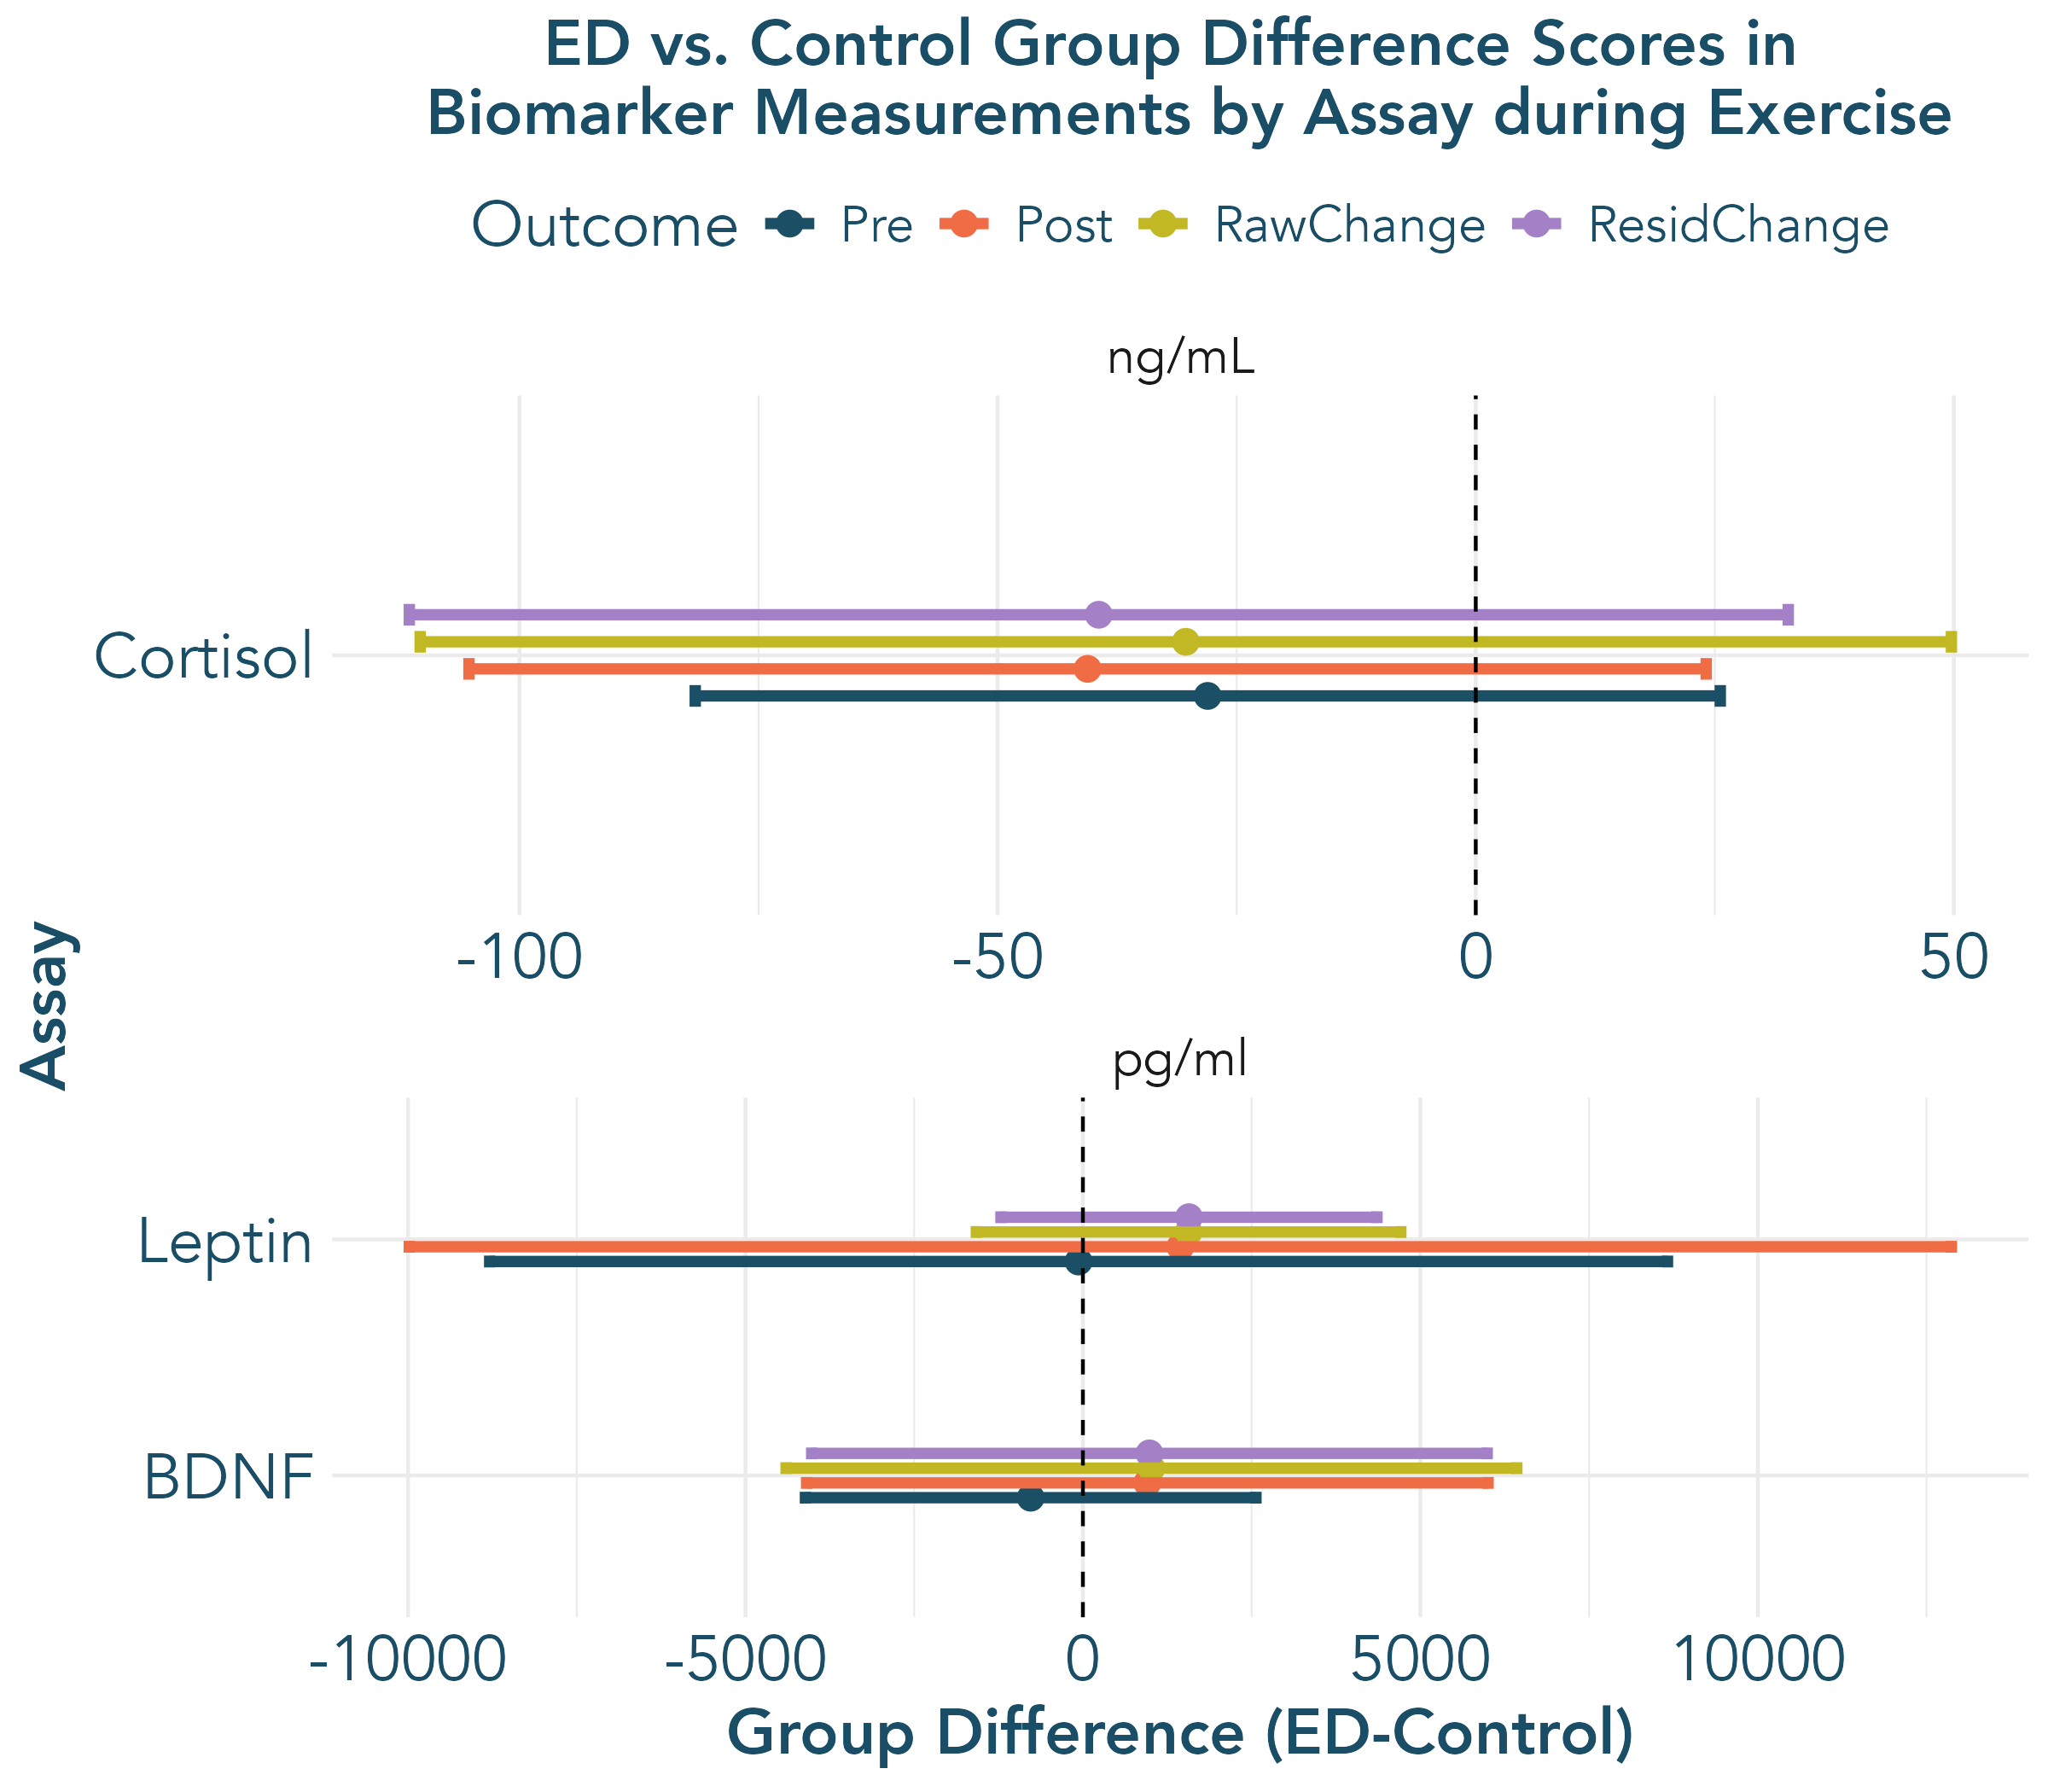 ED vs. Control Group Difference Scores in
Biomarker Measurements by Assay during Exercise
Outcome Pre Post RawChange ResidChange
ng/mL
Cortisol
-100 -50 0 50
Assay
pg/ml
Leptin
BDNF
-10000 -5000 0 5000 10000
Group Difference (ED-Control)